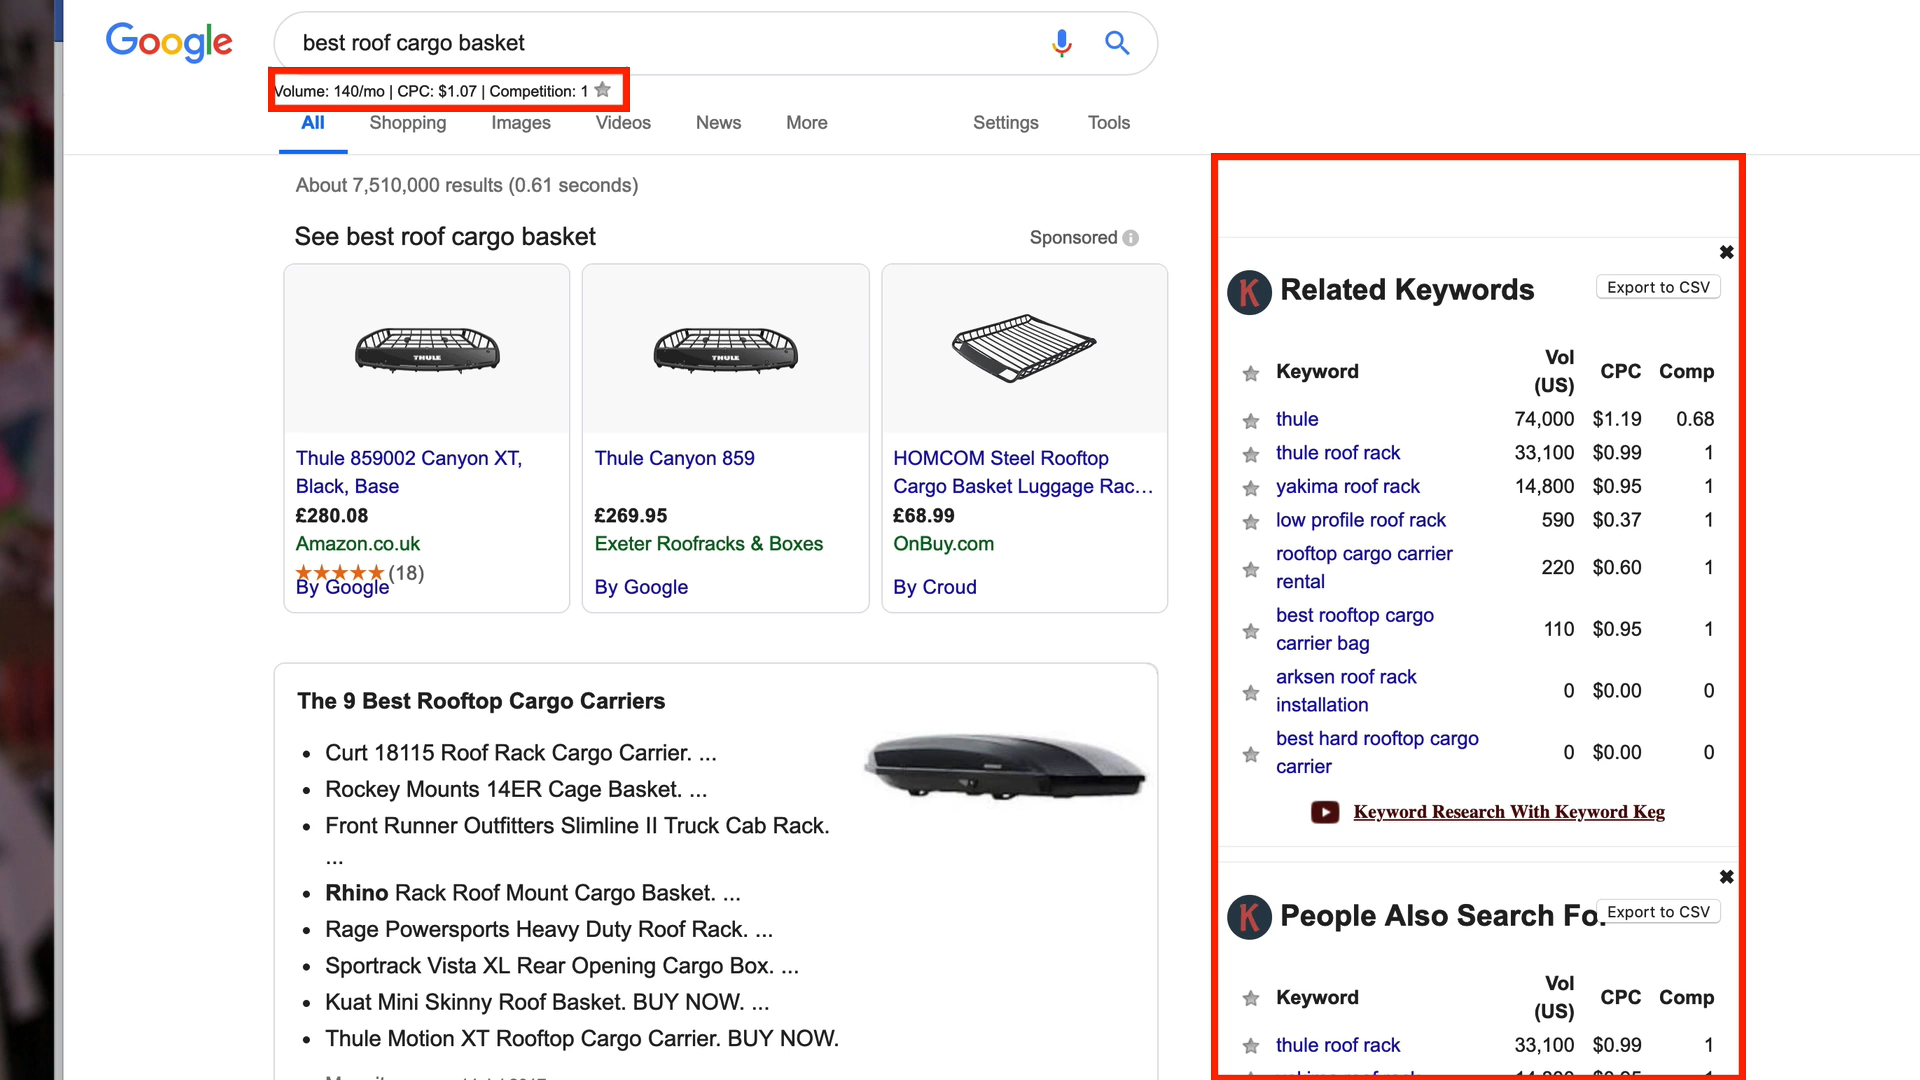 Google
best roof cargo basket
Volume: 140/mo | CPC: $1.07 | Competition: 1
All Shopping Images Videos News More Settings Tools
About 7,510,000 results (0.61 seconds)
See best roof cargo basket
Sponsored
THULE
THULE
Thule 859002 Canyon XT,
Black, Base
£280.08
Amazon.co.uk
(18)
By Google
Thule Canyon 859
£269.95
Exeter Roofracks & Boxes
By Google
HOMCOM Steel Rooftop
Cargo Basket Luggage Rac...
£68.99
OnBuy.com
By Croud
The 9 Best Rooftop Cargo Carriers
Curt 18115 Roof Rack Cargo Carrier. ...
Rockey Mounts 14ER Cage Basket. ...
Front Runner Outfitters Slimline II Truck Cab Rack.
...
Rhino Rack Roof Mount Cargo Basket. ...
Rage Powersports Heavy Duty Roof Rack. ...
Sportrack Vista XL Rear Opening Cargo Box. ...
Kuat Mini Skinny Roof Basket. BUY NOW. ...
Thule Motion XT Rooftop Cargo Carrier. BUY NOW.
K Related Keywords Export to CSV
Keyword Vol (US) CPC Comp
thule 74,000 $1.19 0.68
thule roof rack 33,100 $0.99 1
yakima roof rack 14,800 $0.95 1
low profile roof rack 590 $0.37 1
rooftop cargo carrier
rental 220 $0.60 1
best rooftop cargo
carrier bag 110 $0.95 1
arksen roof rack
installation 0 $0.00 0
best hard rooftop cargo
carrier 0 $0.00 0
Keyword Research With Keyword Keg
K People Also Search For Export to CSV
Keyword Vol (US) CPC Comp
thule roof rack 33,100 $0.99 1